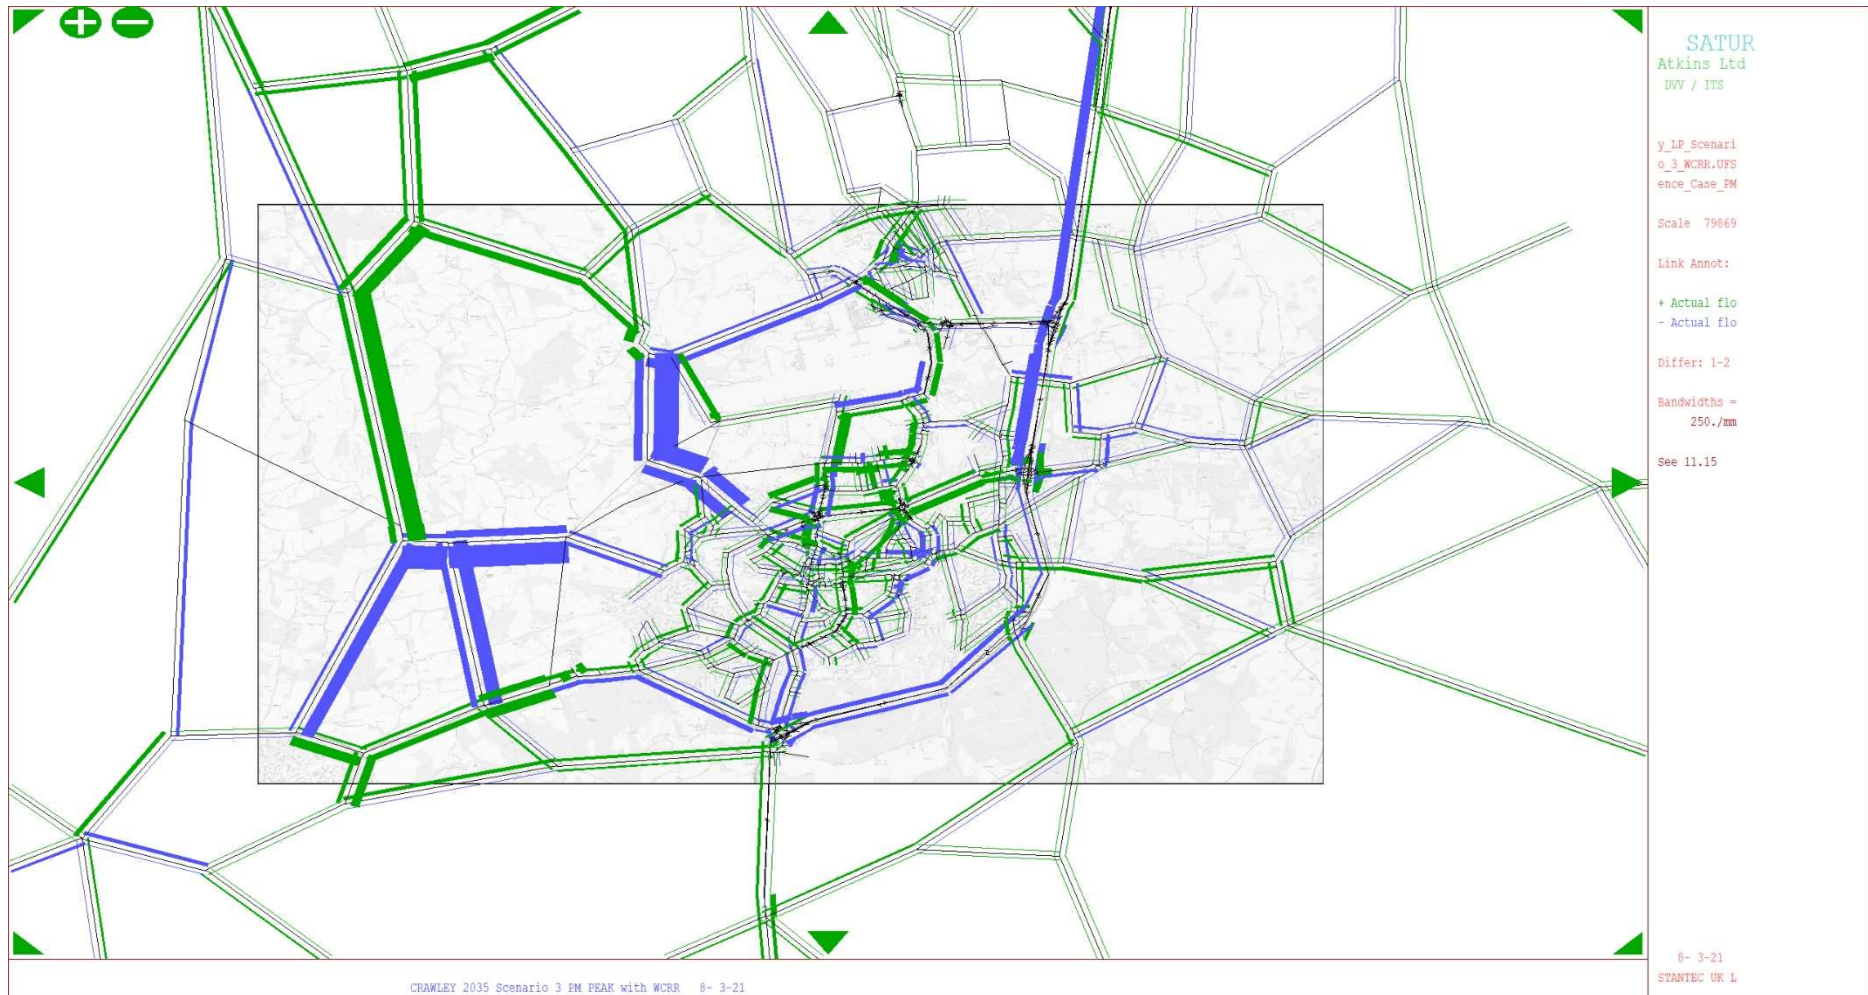 SATUR
Atkins Ltd
DVV / ITS
y_LP_Scenari
o_3_WCRR.UFS
ence_Case_PM
Scale 79869
Link Annot:
+ Actual flo
- Actual flo
Differ: 1-2
Bandwidths =
250./mm
See 11.15
8- 3-21
STANTEC UK L
CRAWLEY 2035 Scenario 3 PM PEAK with WCRR 8- 3-21